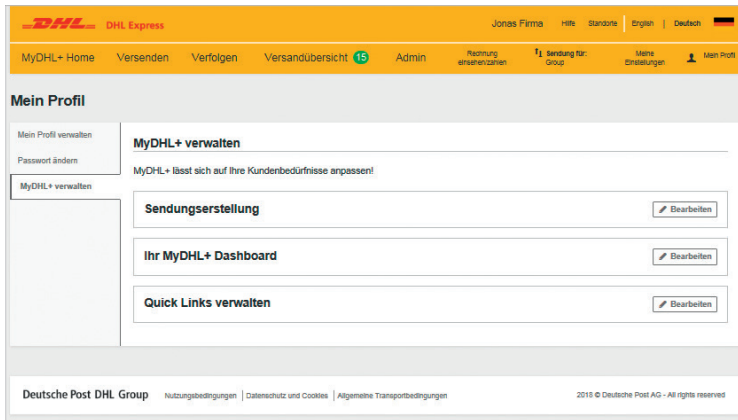 DHL DHL Express Jonas Firma Hilfe Standorte English | Deutsch
MyDHL+ Home Versenden Verfolgen Versandübersicht 15 Admin Rechnung einsehen/zahlen Sendung für: Group Meine Einstellungen Mein Profil
Mein Profil
Mein Profil verwalten
Passwort ändern
MyDHL+ verwalten
MyDHL+ verwalten
MyDHL+ lässt sich auf Ihre Kundenbedürfnisse anpassen!
Sendungserstellung Bearbeiten
Ihr MyDHL+ Dashboard Bearbeiten
Quick Links verwalten Bearbeiten
Deutsche Post DHL Group Nutzungsbedingungen | Datenschutz und Cookies | Allgemeine Transportbedingungen 2018 © Deutsche Post AG - All rights reserved